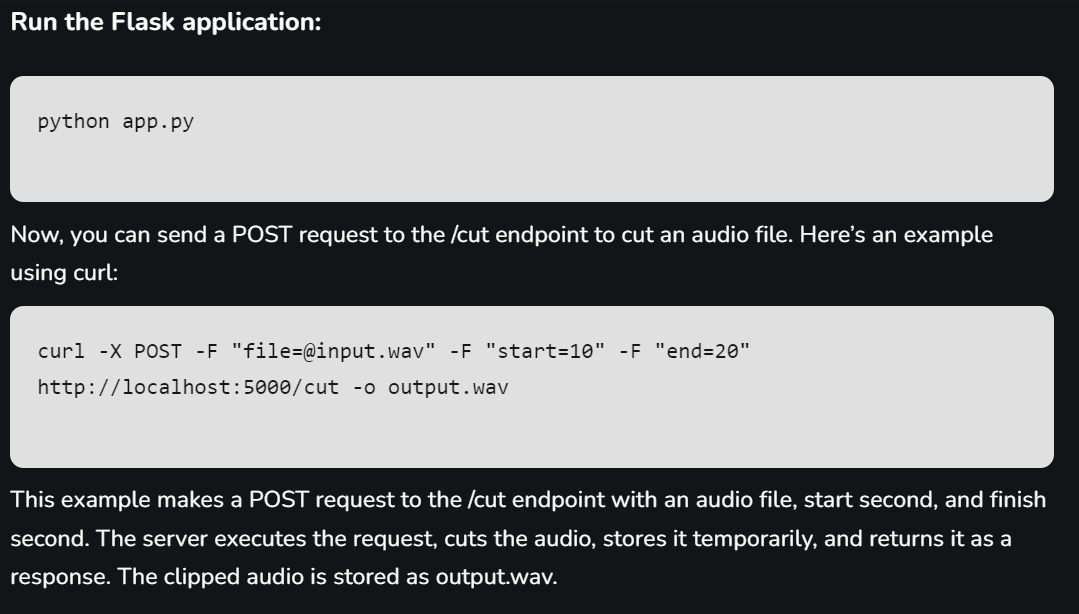 Run the Flask application:
python app.py
Now, you can send a POST request to the /cut endpoint to cut an audio file. Here’s an example
using curl:
curl -X POST -F "file=@input.wav" -F "start=10" -F "end=20"
http://localhost:5000/cut -o output.wav
This example makes a POST request to the /cut endpoint with an audio file, start second, and finish
second. The server executes the request, cuts the audio, stores it temporarily, and returns it as a
response. The clipped audio is stored as output.wav.